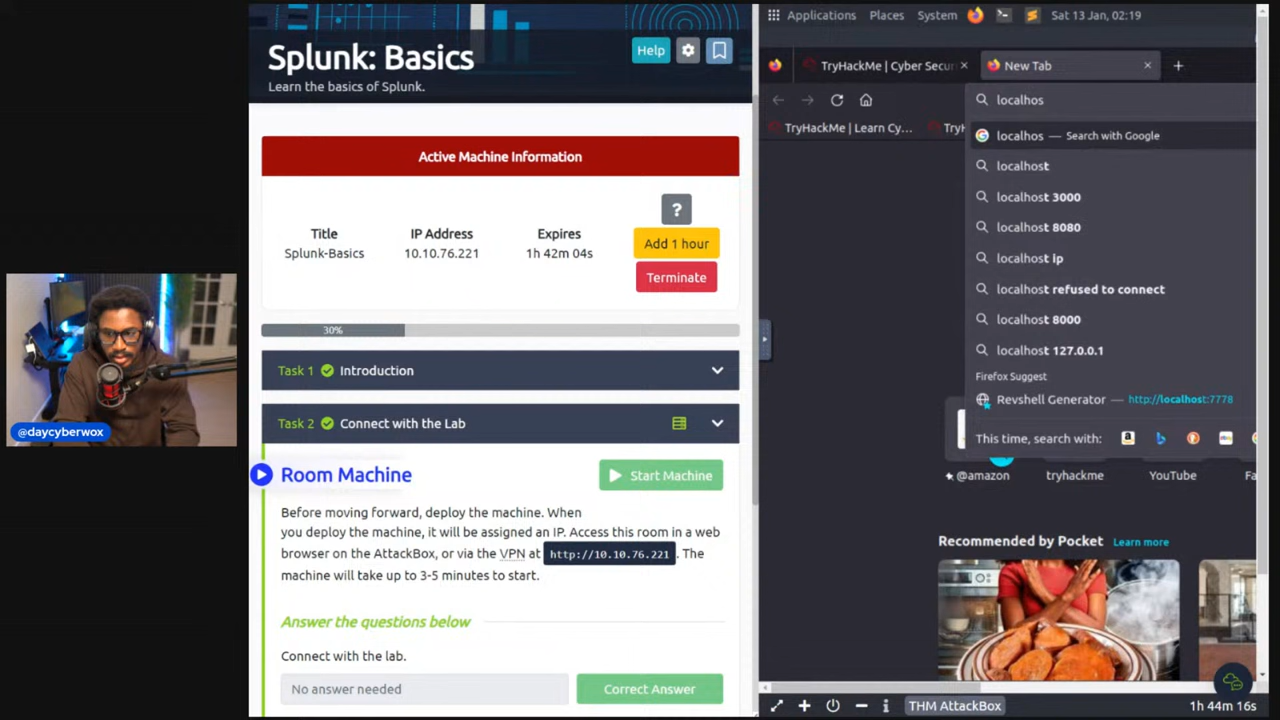 Splunk: Basics
Learn the basics of Splunk.
Help
Active Machine Information
?
Title
IP Address
Expires
Add 1 hour
Splunk-Basics
10.10.76.221
1h 42m 04s
Terminate
30%
Task 1 Introduction
Task 2 Connect with the Lab
Room Machine
Start Machine
Before moving forward, deploy the machine. When
you deploy the machine, it will be assigned an IP. Access this room in a web
browser on the AttackBox, or via the VPN at http://10.10.76.221. The
machine will take up to 3-5 minutes to start.
Answer the questions below
Connect with the lab.
No answer needed
Correct Answer
@daycyberwox
Applications Places System Sat 13 Jan, 02:19
TryHackMe | Cyber Secur
New Tab
localhos
TryHackMe | Learn Cy...
TryH
localhos — Search with Google
localhost
localhost 3000
localhost 8080
localhost ip
localhost refused to connect
localhost 8000
localhost 127.0.0.1
Firefox Suggest
Revshell Generator — http://localhost:7778
This time, search with:
@amazon
tryhackme
YouTube
Fa
Recommended by Pocket Learn more
THM AttackBox
1h 44m 16s